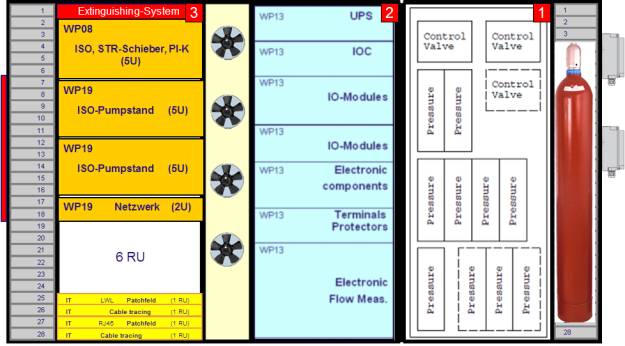 1
2
3
4
5
6
7
8
9
10
11
12
13
14
15
16
17
18
19
20
21
22
23
24
25
26
27
28
Extinguishing-System 3
WP08
ISO, STR-Schieber, PI-K
(5U)
WP19
ISO-Pumpstand (5U)
WP19
ISO-Pumpstand (5U)
WP19 Netzwerk (2U)
6 RU
IT LWL Patchfeld (1 RU)
IT Cable tracing (1 RU)
IT RJ45 Patchfeld (1 RU)
IT Cable tracing (1 RU)
2
WP13 UPS
WP13 IOC
WP13
IO-Modules
WP13
IO-Modules
WP13 Electronic
components
WP13 Terminals
Protectors
WP13
Electronic
Flow Meas.
1
Control
Valve
Control
Valve
Control
Valve
Pressure
Pressure
Pressure
Pressure
Pressure
Pressure
Pressure
Pressure
Pressure
Pressure
1
2
3
28